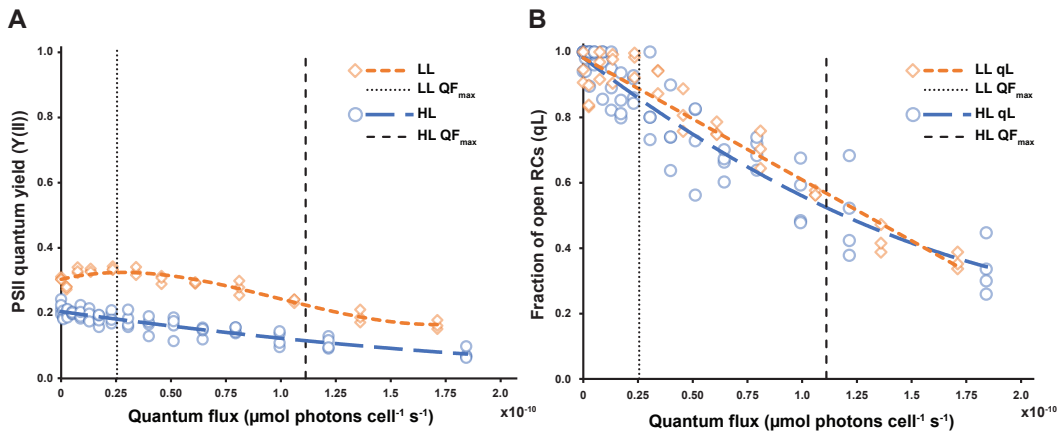 A
1.0
0.8
0.6
0.4
0.2
0.0
PSII quantum yield (Y(II))
0
0.25
0.50
0.75
1.0
1.25
1.5
1.75
2.0
x10⁻¹⁰
Quantum flux (µmol photons cell⁻¹ s⁻¹)
LL
LL QFmax
HL
HL QFmax
B
1.0
0.8
0.6
0.4
0.2
0.0
Fraction of open RCs (qL)
0
0.25
0.50
0.75
1.0
1.25
1.5
1.75
2.0
x10⁻¹⁰
Quantum flux (µmol photons cell⁻¹ s⁻¹)
LL qL
LL QFmax
HL qL
HL QFmax